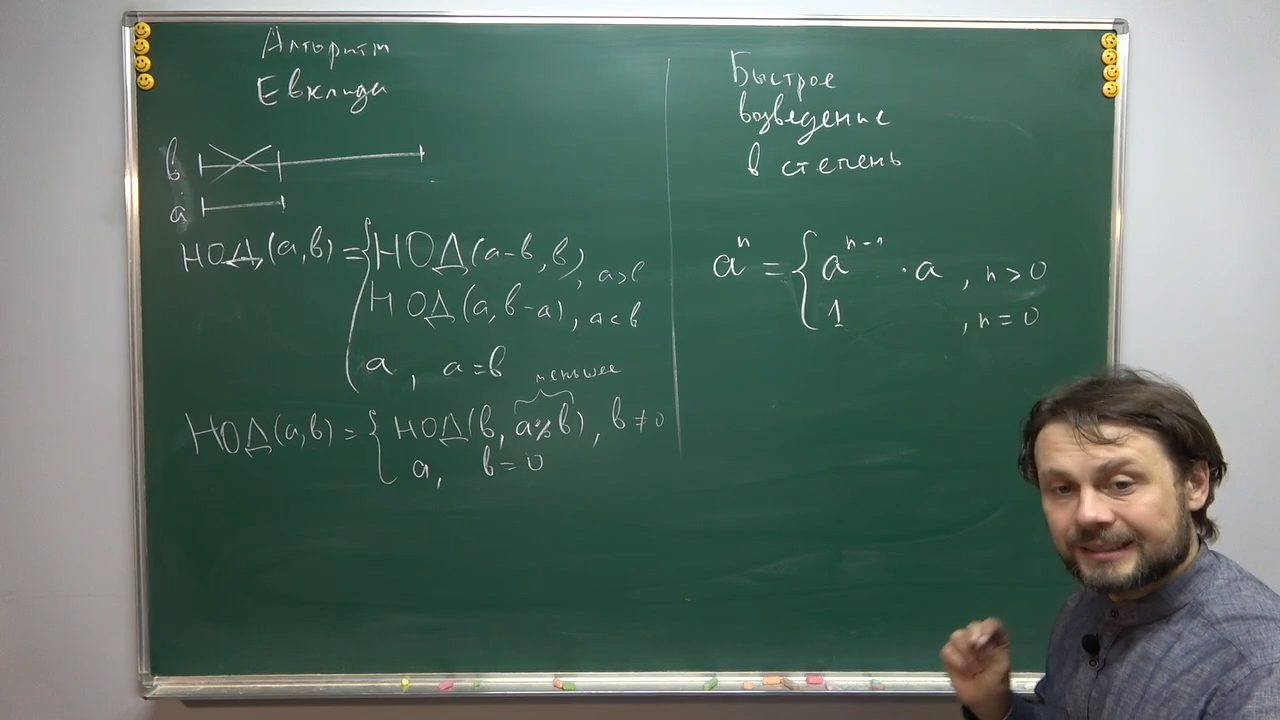 Алгоритм
Евклида
в
а
НОД(а,в) = { НОД(а-в, в), а>в
НОД(а, в-а), а<в
а, а=в
меньшее
НОД(а,в) = { НОД(в, а%в), в ≠ 0
а, в = 0
Быстрое
возведение
в степень
aⁿ = { aⁿ⁻¹ · a, n > 0
1, n = 0